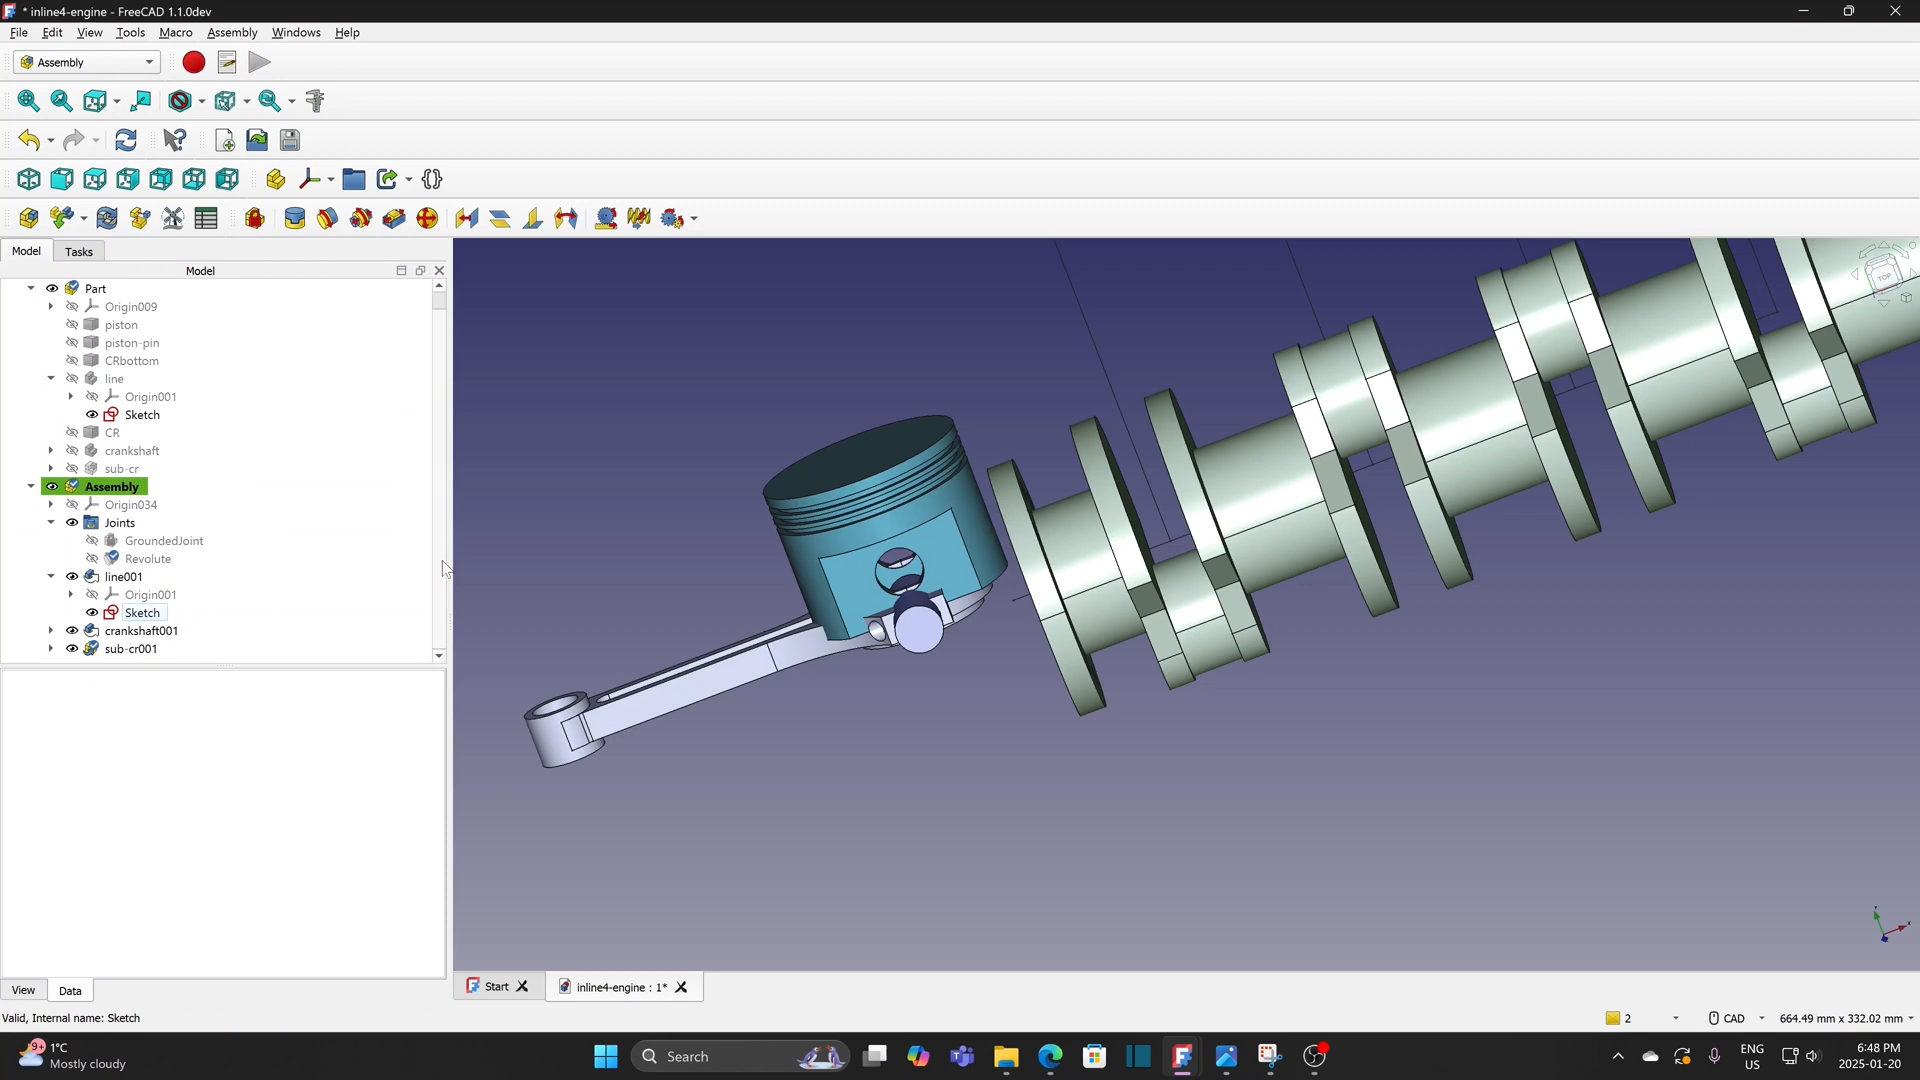 * inline4-engine - FreeCAD 1.1.0dev
File Edit View Tools Macro Assembly Windows Help
Assembly
Model Tasks
Model
Part
Origin009
piston
piston-pin
CRbottom
line
Origin001
Sketch
CR
crankshaft
sub-cr
Assembly
Origin034
Joints
GroundedJoint
Revolute
line001
Origin001
Sketch
crankshaft001
sub-cr001
TOP
Y
X
View Data
Start
inline4-engine : 1*
Valid, Internal name: Sketch
2
CAD
664.49 mm x 332.02 mm
9+
1°C
Mostly cloudy
Search
ENG
US
6:48 PM
2025-01-20